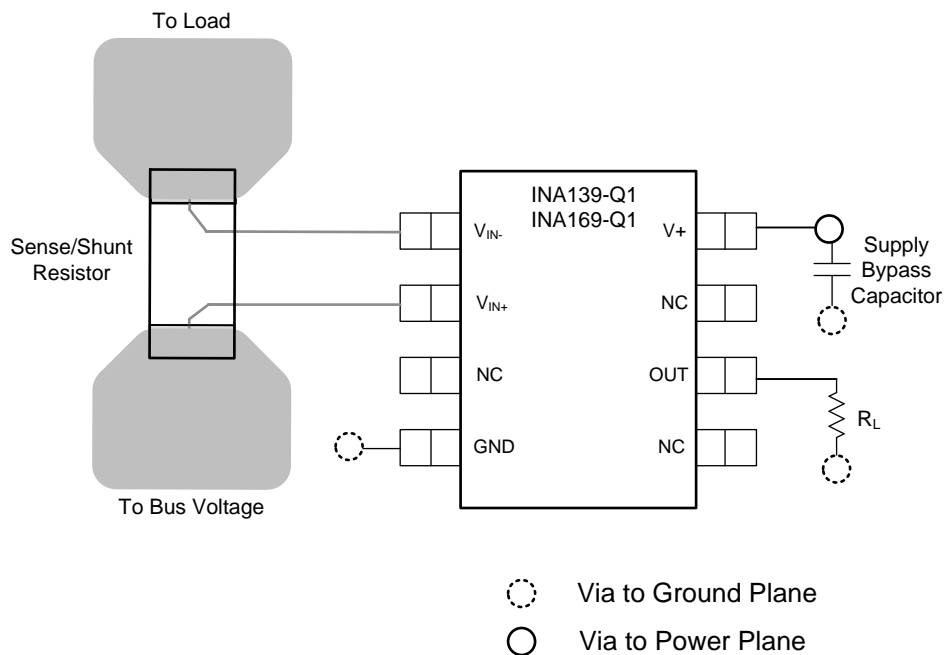 To Load
Sense/Shunt
Resistor
To Bus Voltage
INA139-Q1
INA169-Q1
VIN-
VIN+
NC
GND
V+
NC
OUT
NC
Supply
Bypass
Capacitor
RL
Via to Ground Plane
Via to Power Plane